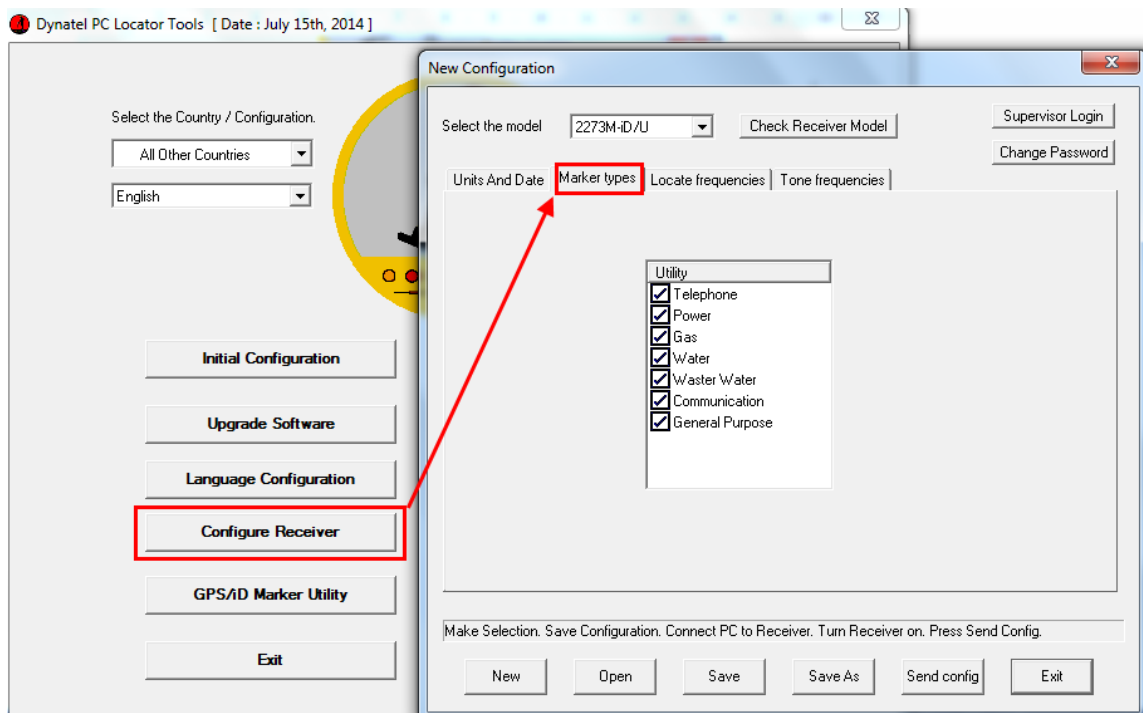 Dynatel PC Locator Tools [ Date : July 15th, 2014 ]
Select the Country / Configuration.
All Other Countries
English
Initial Configuration
Upgrade Software
Language Configuration
Configure Receiver
GPS/iD Marker Utility
Exit
New Configuration
Select the model 2273M-iD/U Check Receiver Model
Supervisor Login
Change Password
Units And Date Marker types Locate frequencies Tone frequencies
Utility
Telephone
Power
Gas
Water
Waster Water
Communication
General Purpose
Make Selection. Save Configuration. Connect PC to Receiver. Turn Receiver on. Press Send Config.
New Open Save Save As Send config Exit